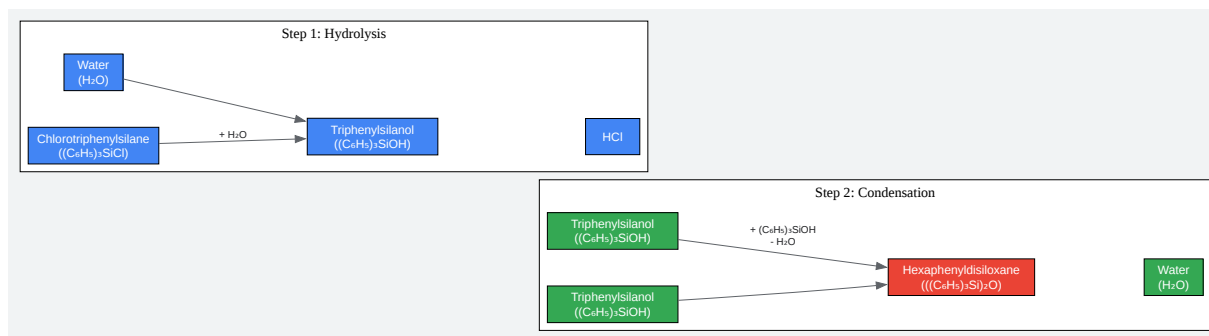 Step 1: Hydrolysis
Water
(H₂O)
Chlorotriphenylsilane
((C₆H₅)₃SiCl)
+ H₂O
Triphenylsilanol
((C₆H₅)₃SiOH)
HCl
Step 2: Condensation
Triphenylsilanol
((C₆H₅)₃SiOH)
+ (C₆H₅)₃SiOH
- H₂O
Hexaphenyldisiloxane
(((C₆H₅)₃Si)₂O)
Water
(H₂O)
Triphenylsilanol
((C₆H₅)₃SiOH)